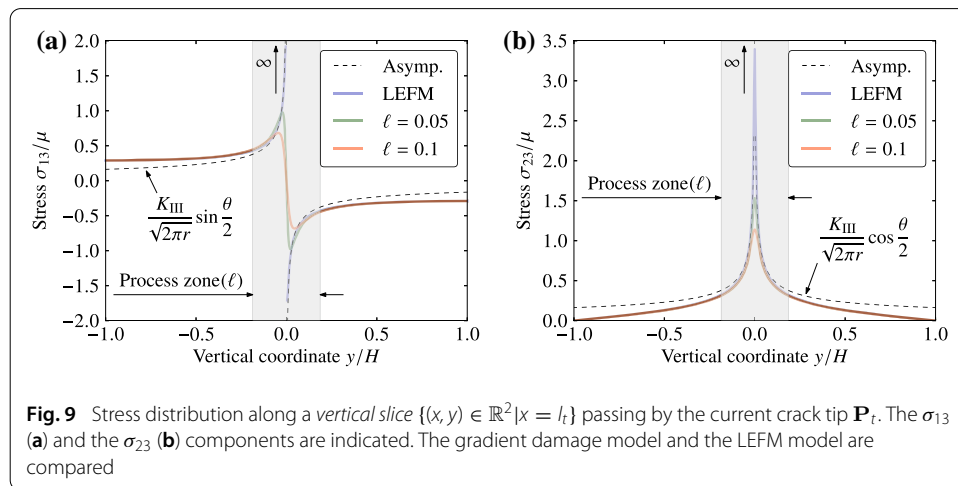 (a)
2.0
1.5
1.0
0.5
0.0
−0.5
−1.0
−1.5
−2.0
Stress σ₁₃/μ
∞
Asymp.
LEFM
ℓ = 0.05
ℓ = 0.1
K_III/√(2πr) sin θ/2
Process zone(ℓ)
−1.0 −0.5 0.0 0.5 1.0
Vertical coordinate y/H
(b)
3.5
3.0
2.5
2.0
1.5
1.0
0.5
0.0
Stress σ₂₃/μ
∞
Asymp.
LEFM
ℓ = 0.05
ℓ = 0.1
Process zone(ℓ)
K_III/√(2πr) cos θ/2
−1.0 −0.5 0.0 0.5 1.0
Vertical coordinate y/H
Fig. 9 Stress distribution along a vertical slice {(x, y) ∈ ℝ²|x = lₜ} passing by the current crack tip Pₜ. The σ₁₃
(a) and the σ₂₃ (b) components are indicated. The gradient damage model and the LEFM model are
compared